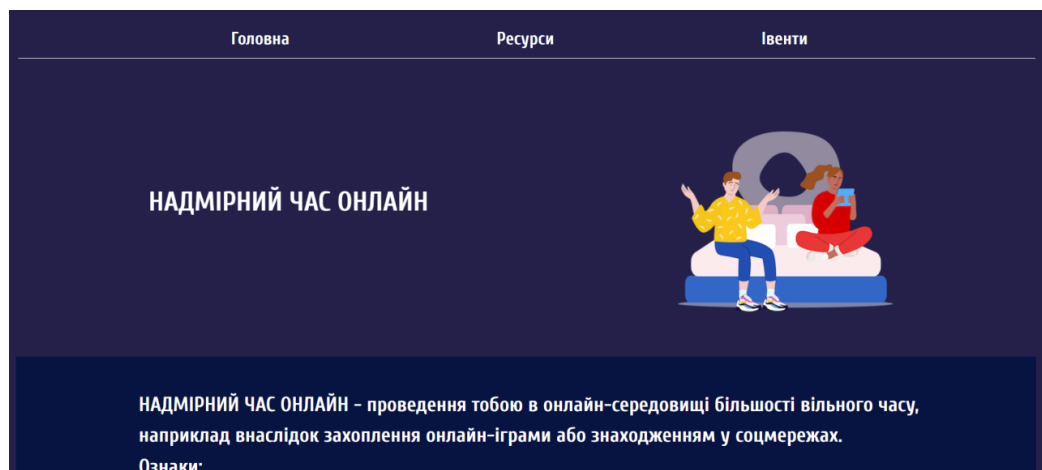 Головна Ресурси Івенти
НАДМІРНИЙ ЧАС ОНЛАЙН
НАДМІРНИЙ ЧАС ОНЛАЙН - проведення тобою в онлайн-середовищі більшості вільного часу,
наприклад внаслідок захоплення онлайн-іграми або знаходженням у соцмережах.
Ознаки: